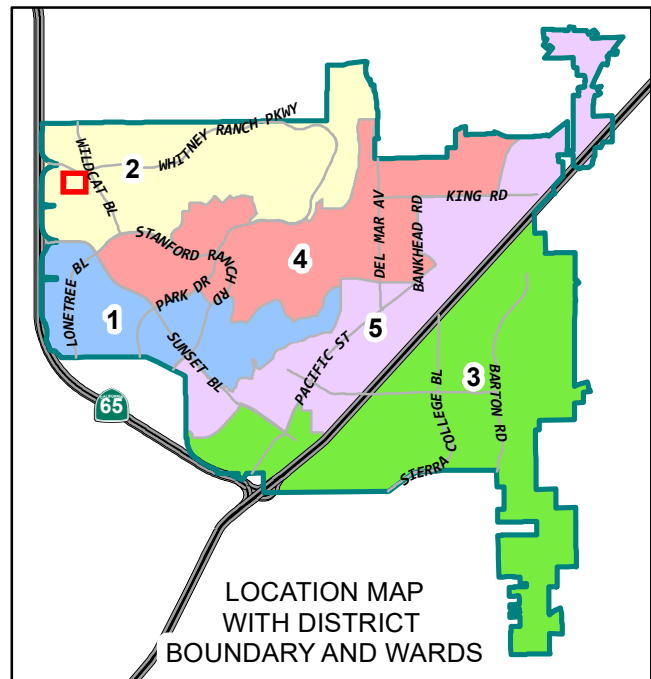 WHITNEY RANCH PKWY
WILDCAT BL
2
KING RD
DEL MAR AV
BANKHEAD RD
STANFORD RANCH RD
4
LONETREE BL
PARK DR
1
5
SUNSET BL
PACIFIC ST
3
SIERRA COLLEGE BL
BARTON RD
CALIFORNIA
65
LOCATION MAP
WITH DISTRICT
BOUNDARY AND WARDS